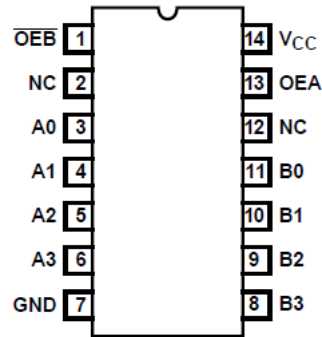 O̅E̅B̅ 1 14 VCC
NC 2 13 OEA
A0 3 12 NC
A1 4 11 B0
A2 5 10 B1
A3 6 9 B2
GND 7 8 B3